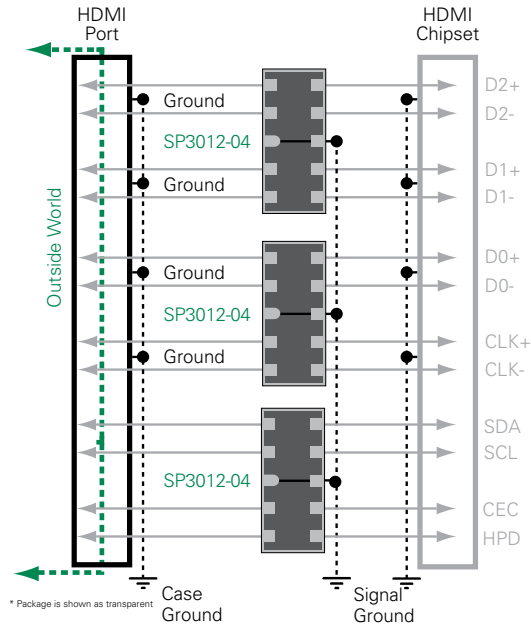 HDMI
Port
HDMI
Chipset
Outside World
Ground
SP3012-04
Ground
D2+
D2-
D1+
D1-
Ground
SP3012-04
Ground
D0+
D0-
CLK+
CLK-
SP3012-04
SDA
SCL
CEC
HPD
* Package is shown as transparent
Case
Ground
Signal
Ground